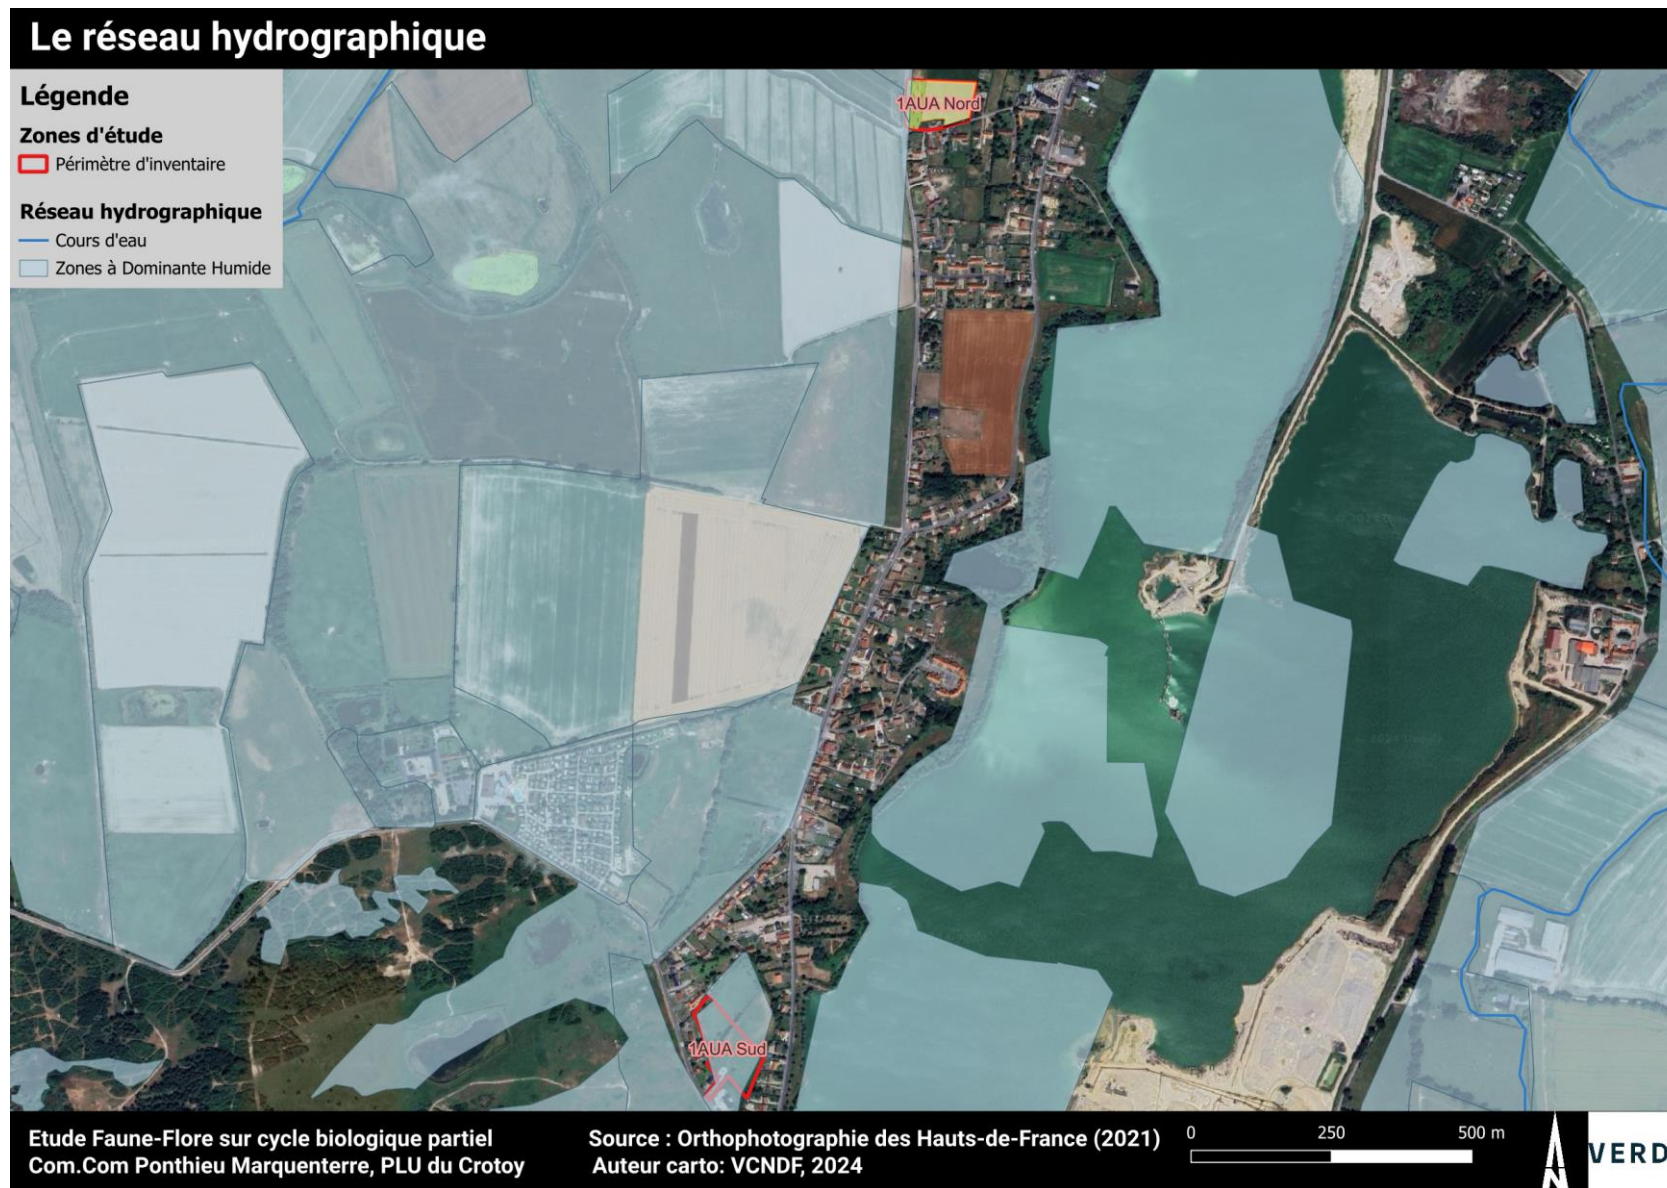 Le réseau hydrographique
Légende
Zones d'étude
Périmètre d'inventaire
Réseau hydrographique
Cours d'eau
Zones à Dominante Humide
1AUA Nord
1AUA Sud
Etude Faune-Flore sur cycle biologique partiel
Com.Com Ponthieu Marquenterre, PLU du Crotoy
Source : Orthophotographie des Hauts-de-France (2021)
Auteur carto: VCNDF, 2024
0 250 500 m
N
VERD